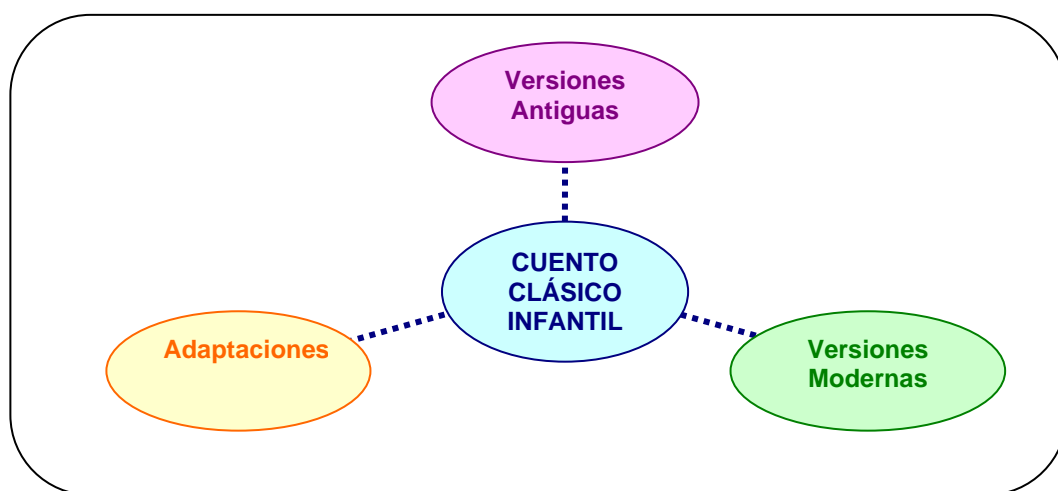 Versiones
Antiguas
CUENTO
CLÁSICO
INFANTIL
Adaptaciones
Versiones
Modernas